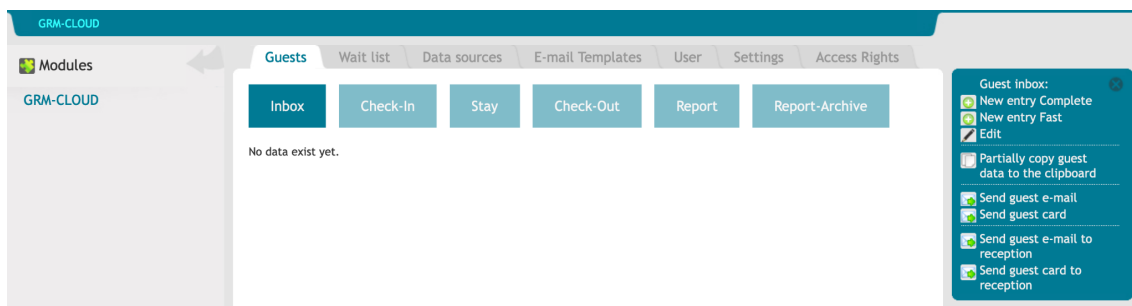 GRM-CLOUD
Modules
GRM-CLOUD
Guests Wait list Data sources E-mail Templates User Settings Access Rights
Inbox Check-In Stay Check-Out Report Report-Archive
No data exist yet.
Guest inbox:
New entry Complete
New entry Fast
Edit
Partially copy guest
data to the clipboard
Send guest e-mail
Send guest card
Send guest e-mail to
reception
Send guest card to
reception